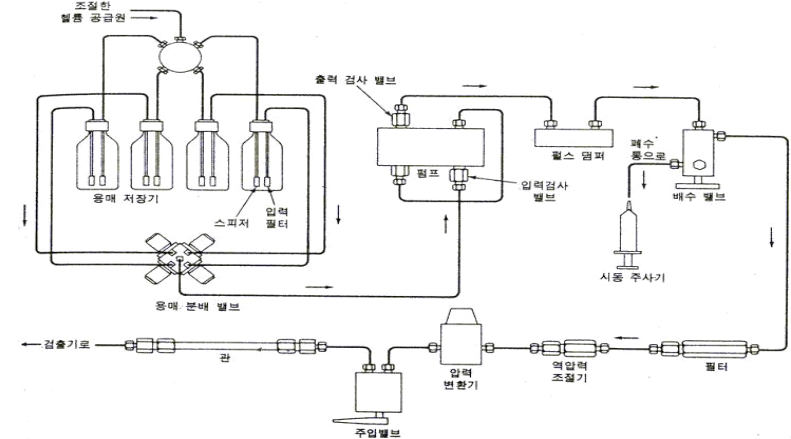 조절한
헬륨 공급원
출력 검사 밸브
펌프
입력검사
밸브
펄스 댐퍼
폐수
통으로
배수 밸브
시동 주사기
용매 저장기
스피저
입력
필터
용매 분배 밸브
검출기로
관
주입밸브
압력
변환기
역압력
조절기
필터